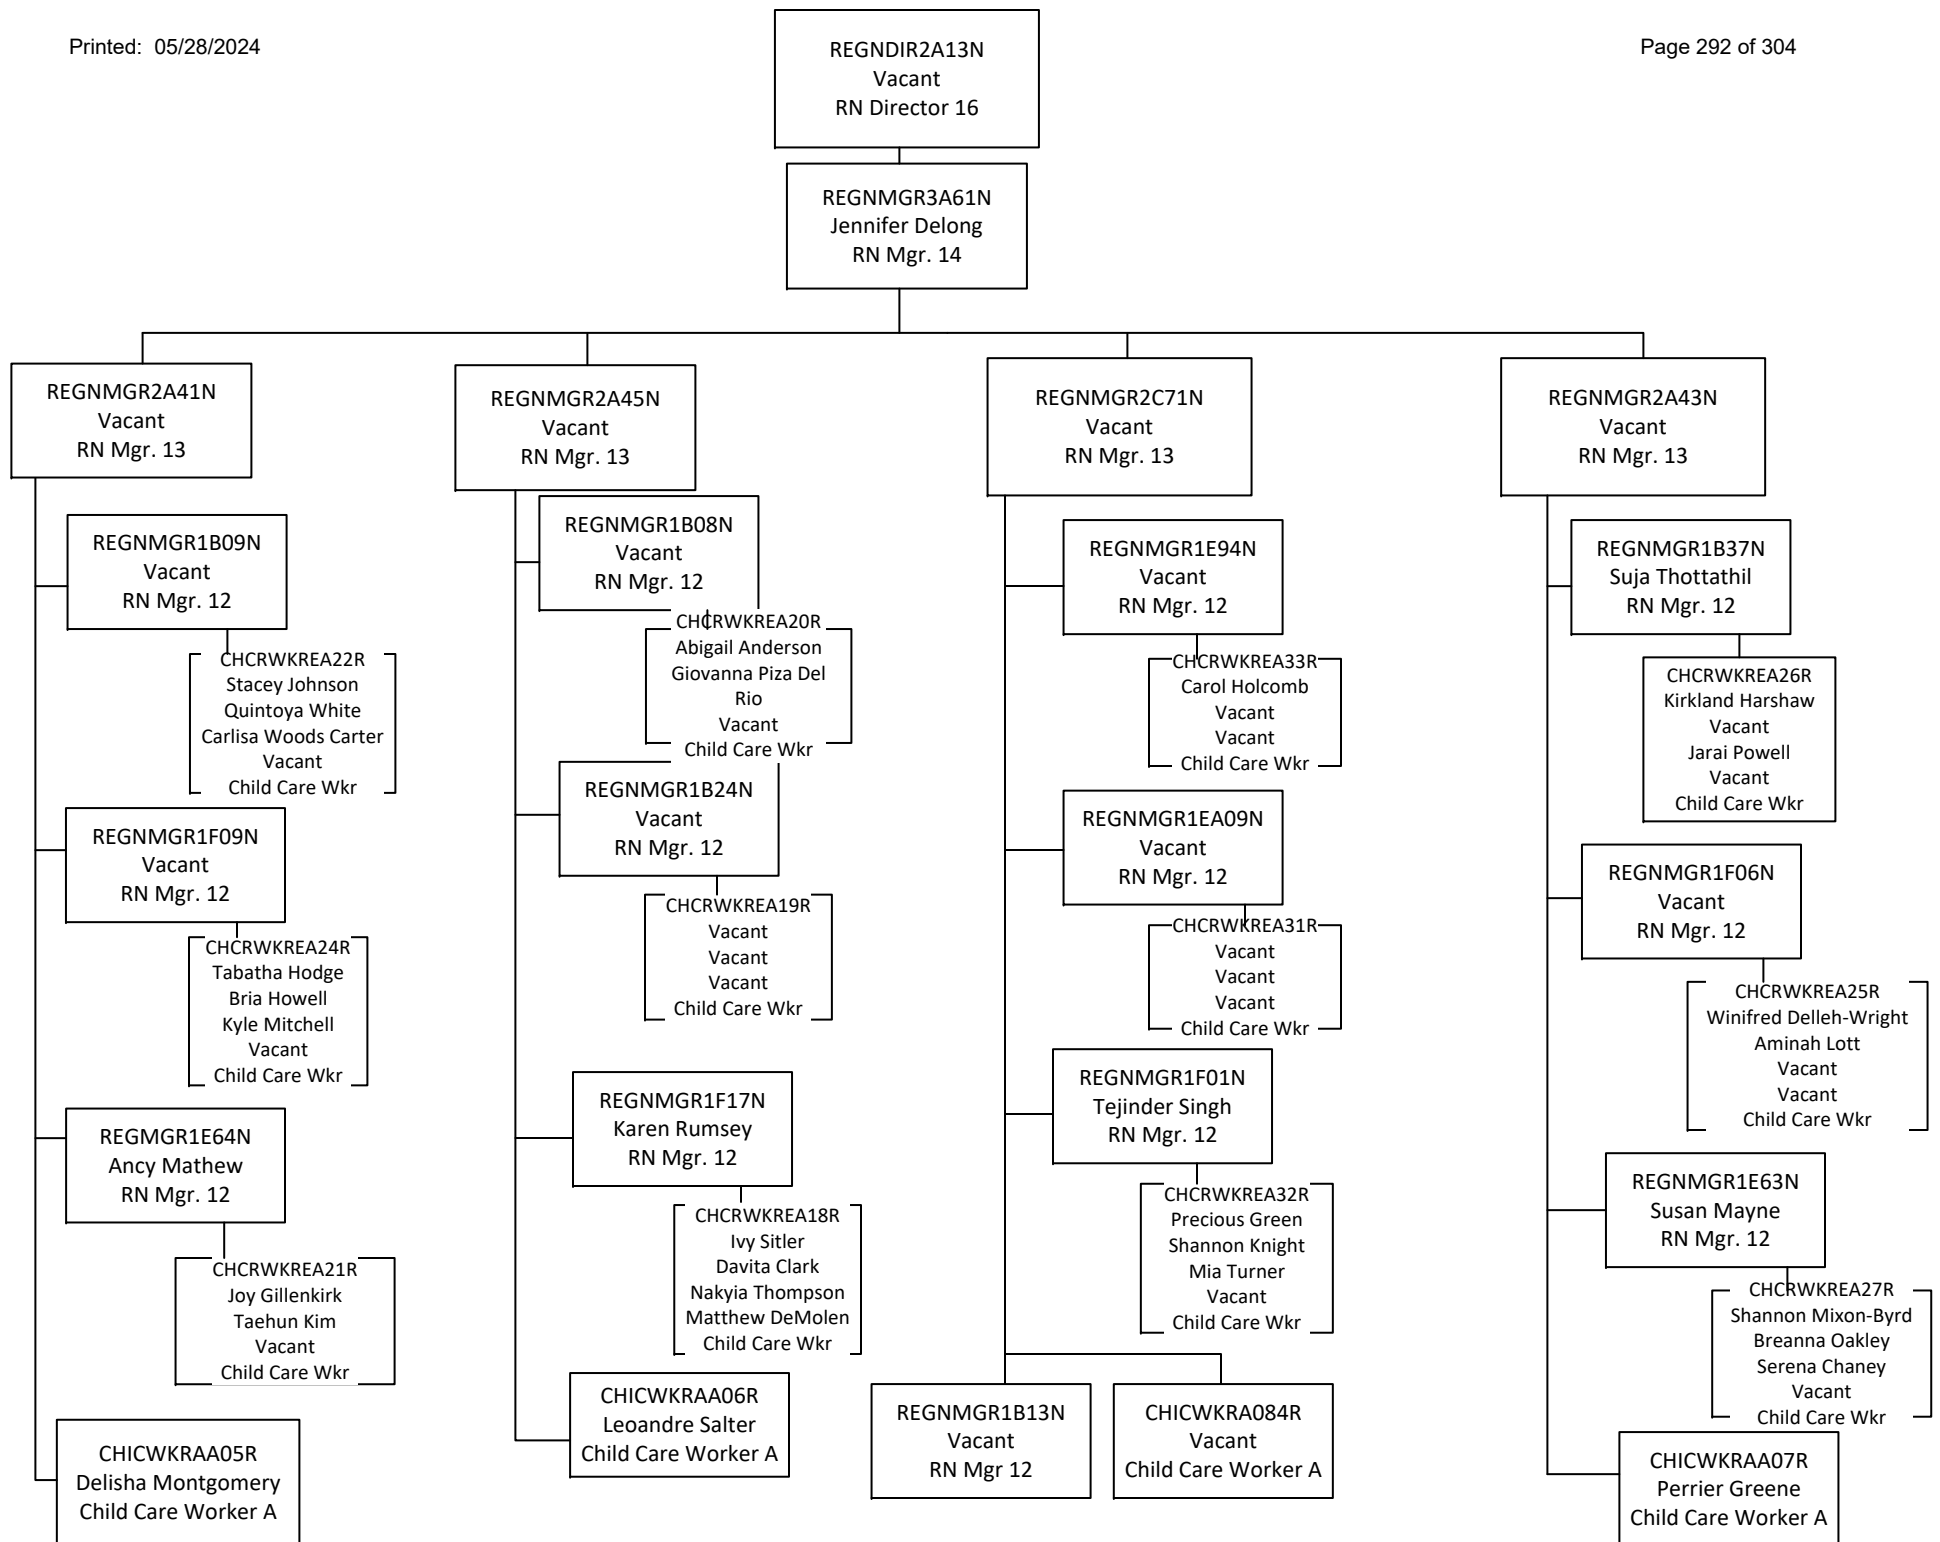 Printed: 05/28/2024
Page 292 of 304
REGNDIR2A13N
Vacant
RN Director 16
REGNMGR3A61N
Jennifer Delong
RN Mgr. 14
REGNMGR2A41N
Vacant
RN Mgr. 13
REGNMGR1B09N
Vacant
RN Mgr. 12
CHCRWKREA22R
Stacey Johnson
Quintoya White
Carlisa Woods Carter
Vacant
Child Care Wkr
REGNMGR1F09N
Vacant
RN Mgr. 12
CHCRWKREA24R
Tabatha Hodge
Bria Howell
Kyle Mitchell
Vacant
Child Care Wkr
REGMGR1E64N
Ancy Mathew
RN Mgr. 12
CHCRWKREA21R
Joy Gillenkirk
Taehun Kim
Vacant
Child Care Wkr
CHICWKRAA05R
Delisha Montgomery
Child Care Worker A
REGNMGR2A45N
Vacant
RN Mgr. 13
REGNMGR1B08N
Vacant
RN Mgr. 12
CHCRWKREA20R
Abigail Anderson
Giovanna Piza Del
Rio
Vacant
Child Care Wkr
REGNMGR1B24N
Vacant
RN Mgr. 12
CHCRWKREA19R
Vacant
Vacant
Vacant
Child Care Wkr
REGNMGR1F17N
Karen Rumsey
RN Mgr. 12
CHCRWKREA18R
Ivy Sitler
Davita Clark
Nakyia Thompson
Matthew DeMolen
Child Care Wkr
CHICWKRAA06R
Leoandre Salter
Child Care Worker A
REGNMGR2C71N
Vacant
RN Mgr. 13
REGNMGR1E94N
Vacant
RN Mgr. 12
CHCRWKREA33R
Carol Holcomb
Vacant
Vacant
Child Care Wkr
REGNMGR1EA09N
Vacant
RN Mgr. 12
CHCRWKREA31R
Vacant
Vacant
Vacant
Child Care Wkr
REGNMGR1F01N
Tejinder Singh
RN Mgr. 12
CHCRWKREA32R
Precious Green
Shannon Knight
Mia Turner
Vacant
Child Care Wkr
REGNMGR1B13N
Vacant
RN Mgr 12
CHICWKRA084R
Vacant
Child Care Worker A
REGNMGR2A43N
Vacant
RN Mgr. 13
REGNMGR1B37N
Suja Thottathil
RN Mgr. 12
CHCRWKREA26R
Kirkland Harshaw
Vacant
Jarai Powell
Vacant
Child Care Wkr
REGNMGR1F06N
Vacant
RN Mgr. 12
CHCRWKREA25R
Winifred Delleh-Wright
Aminah Lott
Vacant
Vacant
Child Care Wkr
REGNMGR1E63N
Susan Mayne
RN Mgr. 12
CHCRWKREA27R
Shannon Mixon-Byrd
Breanna Oakley
Serena Chaney
Vacant
Child Care Wkr
CHICWKRAA07R
Perrier Greene
Child Care Worker A